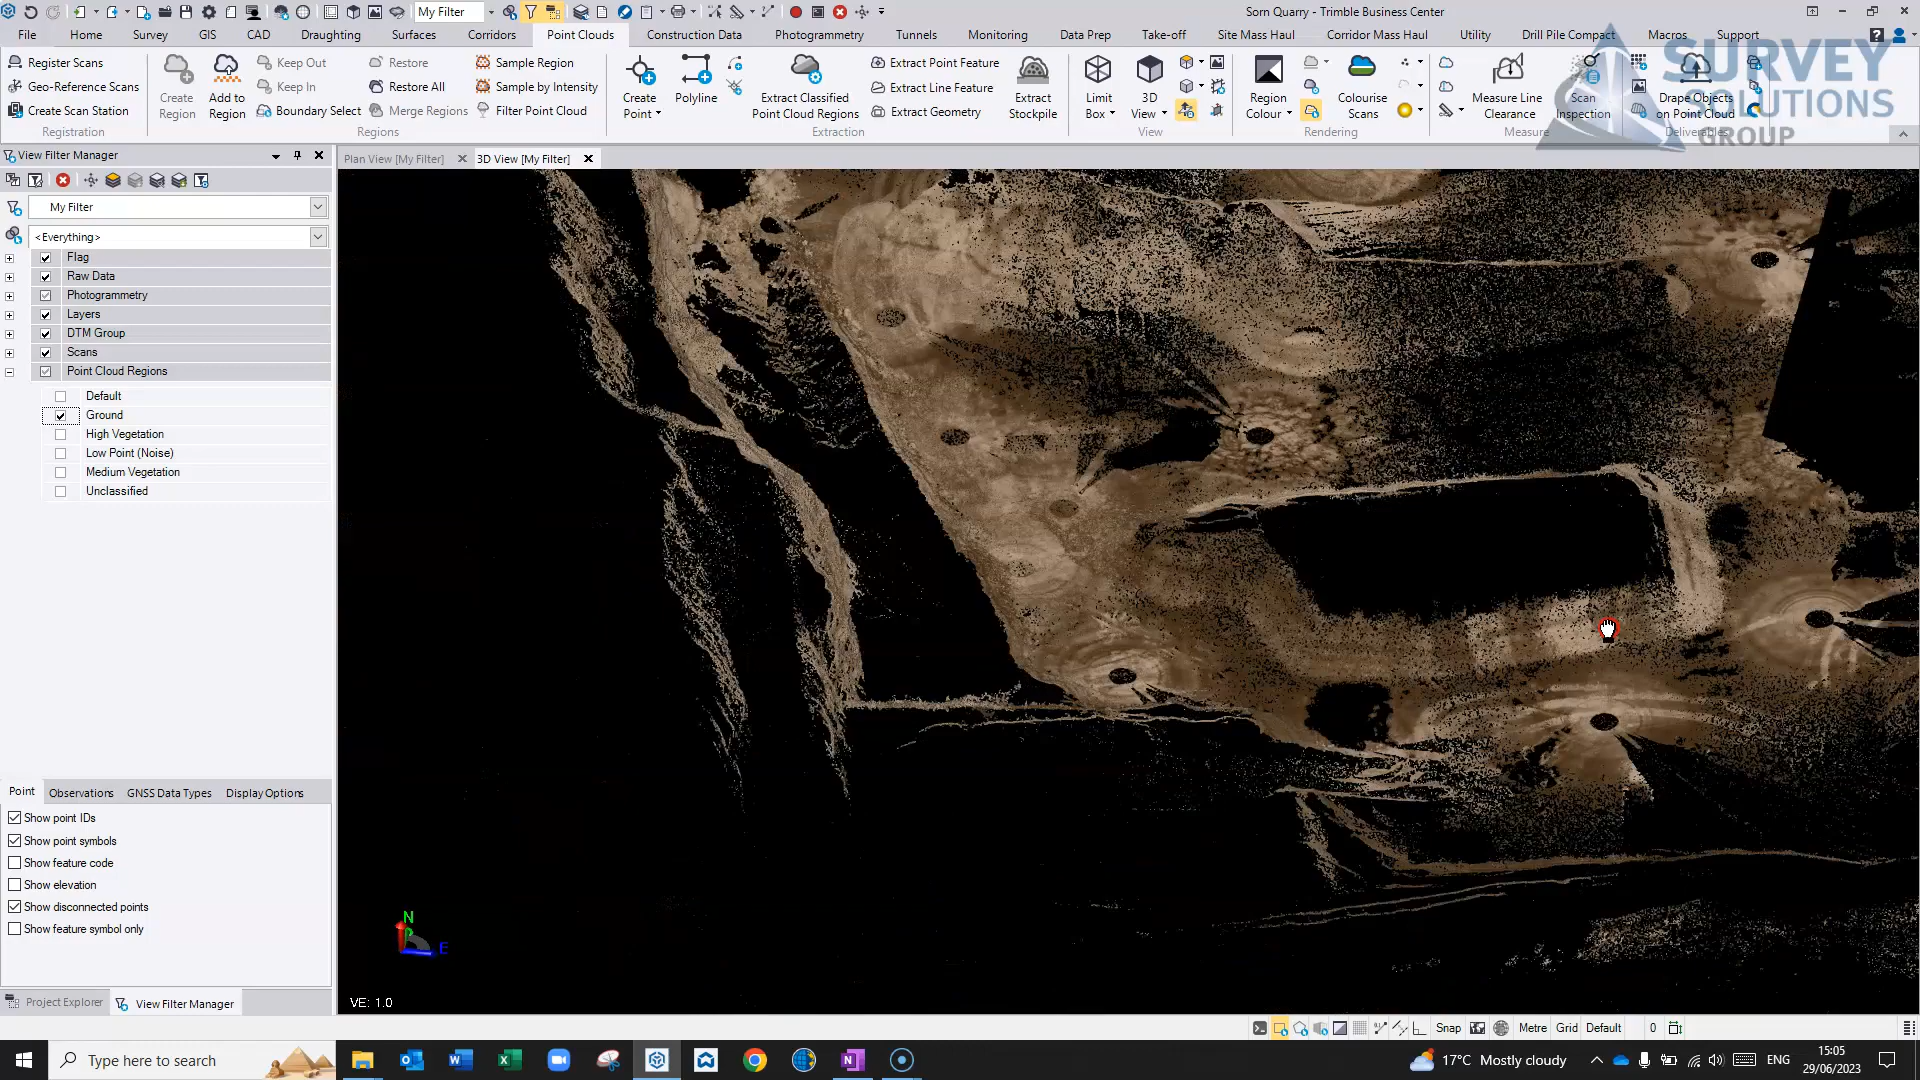 My Filter
Sorn Quarry - Trimble Business Center
File Home Survey GIS CAD Draughting Surfaces Corridors Point Clouds Construction Data Photogrammetry Tunnels Monitoring Data Prep Take-off Site Mass Haul Corridor Mass Haul Utility Drill Pile Compact Macros Support
Register Scans
Geo-Reference Scans
Create Scan Station
Registration
Create Region
Add to Region
Keep Out
Keep In
Boundary Select
Restore
Restore All
Merge Regions
Regions
Sample Region
Sample by Intensity
Filter Point Cloud
Create Point
Polyline
Extract Classified Point Cloud Regions
Extract Point Feature
Extract Line Feature
Extract Geometry
Extract Stockpile
Extraction
Limit Box
3D View
View
Region Colour
Colourise Scans
Rendering
Measure Line Clearance
Scan Inspection
Measure
Drape Objects on Point Cloud
Deliverables
SURVEY
SOLUTIONS
GROUP
View Filter Manager
Plan View [My Filter]
3D View [My Filter]
My Filter
<Everything>
Flag
Raw Data
Photogrammetry
Layers
DTM Group
Scans
Point Cloud Regions
Default
Ground
High Vegetation
Low Point (Noise)
Medium Vegetation
Unclassified
Point Observations GNSS Data Types Display Options
Show point IDs
Show point symbols
Show feature code
Show elevation
Show disconnected points
Show feature symbol only
N
E
VE: 1.0
Project Explorer View Filter Manager
Snap Metre Grid Default 0
Type here to search
17°C Mostly cloudy
ENG
15:05
29/06/2023